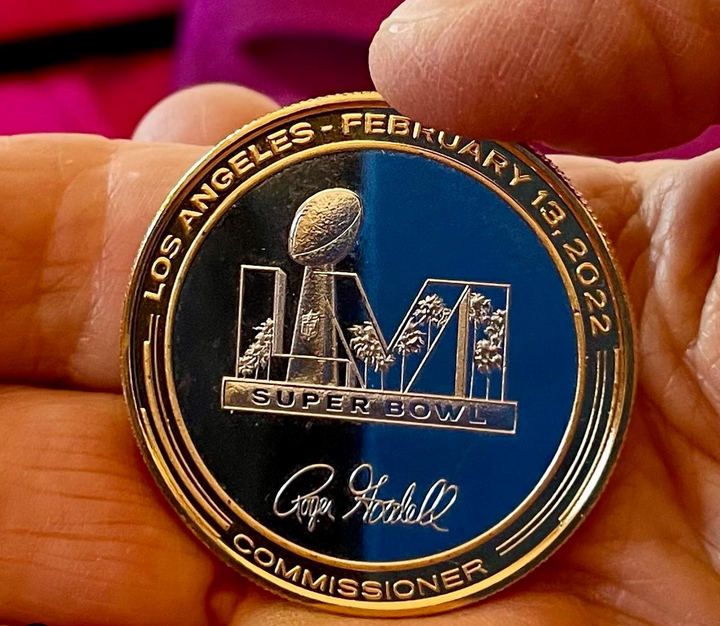 LOS ANGELES - FEBRUARY 13, 2022
LVI
SUPER BOWL
Roger Goodell
COMMISSIONER